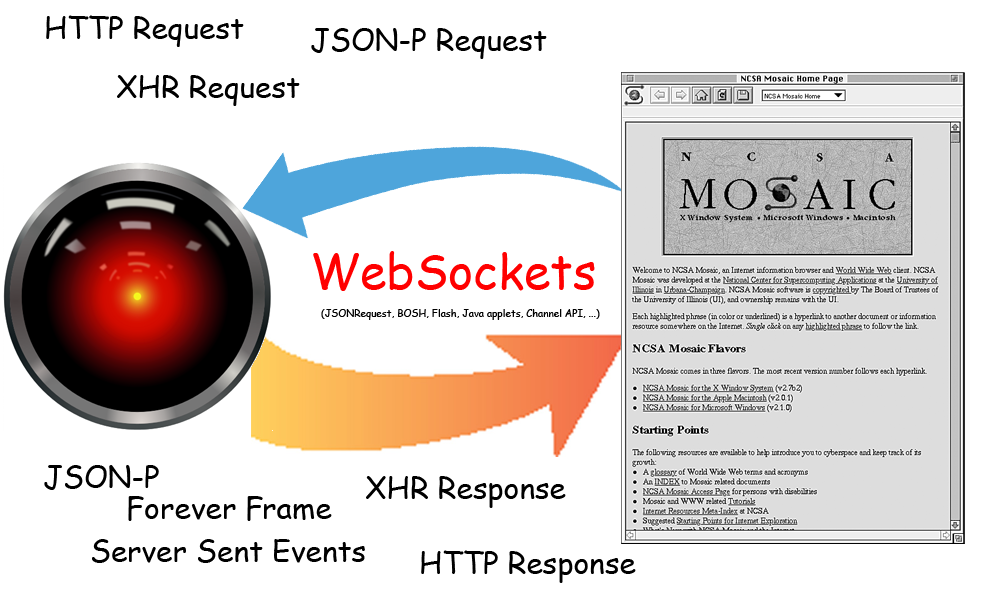 HTTP Request
JSON-P Request
XHR Request
WebSockets
(JSONRequest, BOSH, Flash, Java applets, Channel API, ...)
JSON-P
Forever Frame
Server Sent Events
XHR Response
HTTP Response
NCSA Mosaic Home Page
NCSA Mosaic Home
N C S A
MOSAIC
X Window System • Microsoft Windows • Macintosh
Welcome to NCSA Mosaic, an Internet information browser and World Wide Web client. NCSA
Mosaic was developed at the National Center for Supercomputing Applications at the University of
Illinois in Urbana-Champaign. NCSA Mosaic software is copyrighted by The Board of Trustees of
the University of Illinois (UI), and ownership remains with the UI.
Each highlighted phrase (in color or underlined) is a hyperlink to another document or information
resource somewhere on the Internet. Single click on any highlighted phrase to follow the link.
NCSA Mosaic Flavors
NCSA Mosaic comes in three flavors. The most recent version number follows each hyperlink.
• NCSA Mosaic for the X Window System (v2.7b2)
• NCSA Mosaic for the Apple Macintosh (v2.0.1)
• NCSA Mosaic for Microsoft Windows (v2.1.0)
Starting Points
The following resources are available to help introduce you to cyberspace and keep track of its
growth:
• A glossary of World Wide Web terms and acronyms
• An INDEX to Mosaic related documents
• NCSA Mosaic Access Page for persons with disabilities
• Mosaic and WWW related Tutorials
• Internet Resources Meta-Index at NCSA
• Suggested Starting Points for Internet Exploration